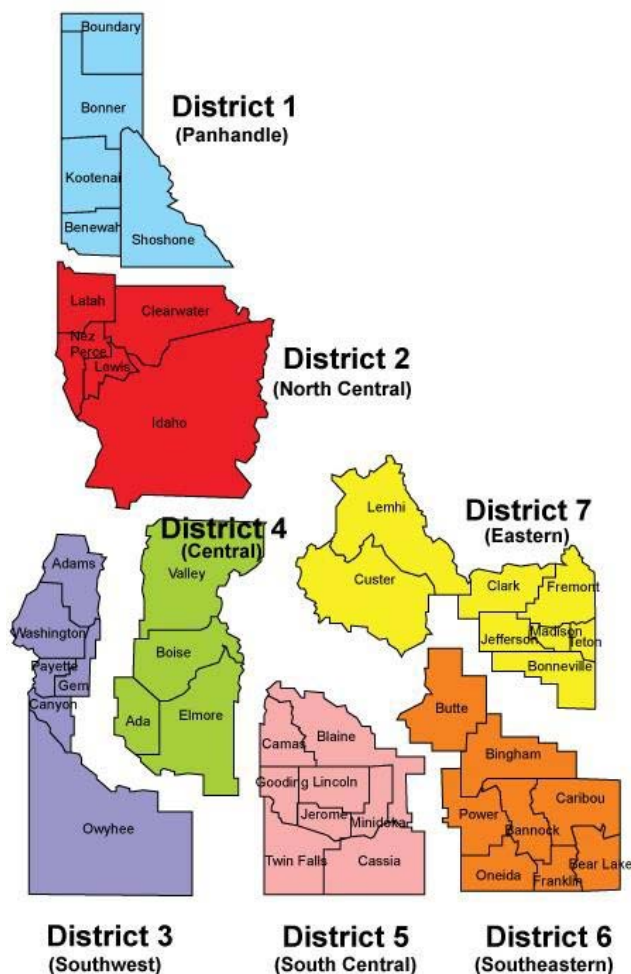 Boundary
Bonner
District 1
(Panhandle)
Kootenai
Benewah
Shoshone
Latah
Clearwater
Nez
Perce
Lewis
District 2
(North Central)
Idaho
District 4
(Central)
Adams
Valley
Washington
Boise
Payette
Gem
Canyon
Ada
Elmore
Owyhee
District 7
(Eastern)
Lemhi
Custer
Clark
Fremont
Jefferson
Madison
Teton
Bonneville
Camas
Blaine
Gooding
Lincoln
Jerome
Minidoka
Twin Falls
Cassia
Butte
Bingham
Power
Caribou
Bannock
Oneida
Franklin
Bear Lake
District 3
(Southwest)
District 5
(South Central)
District 6
(Southeastern)